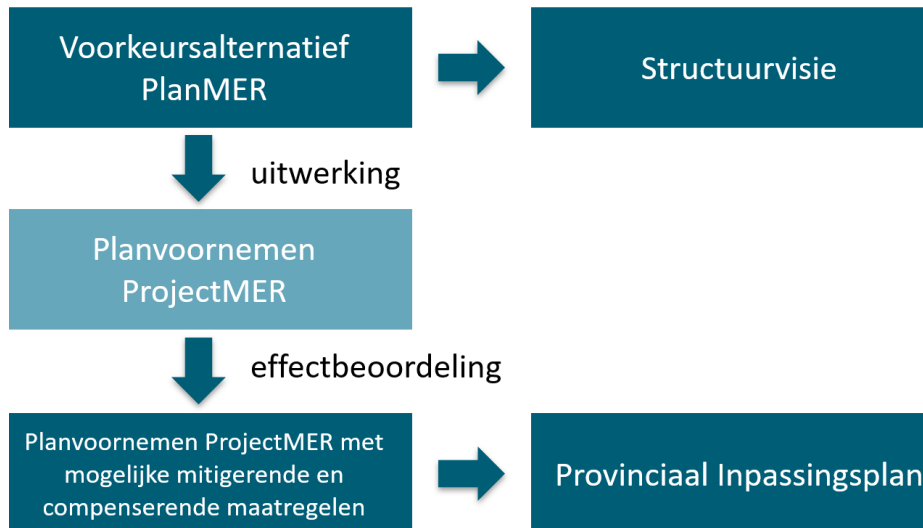 Voorkeursalternatief
PlanMER
Structuurvisie
uitwerking
Planvoornemen
ProjectMER
effectbeoordeling
Planvoornemen ProjectMER met
mogelijke mitigerende en
compenserende maatregelen
Provinciaal Inpassingsplan